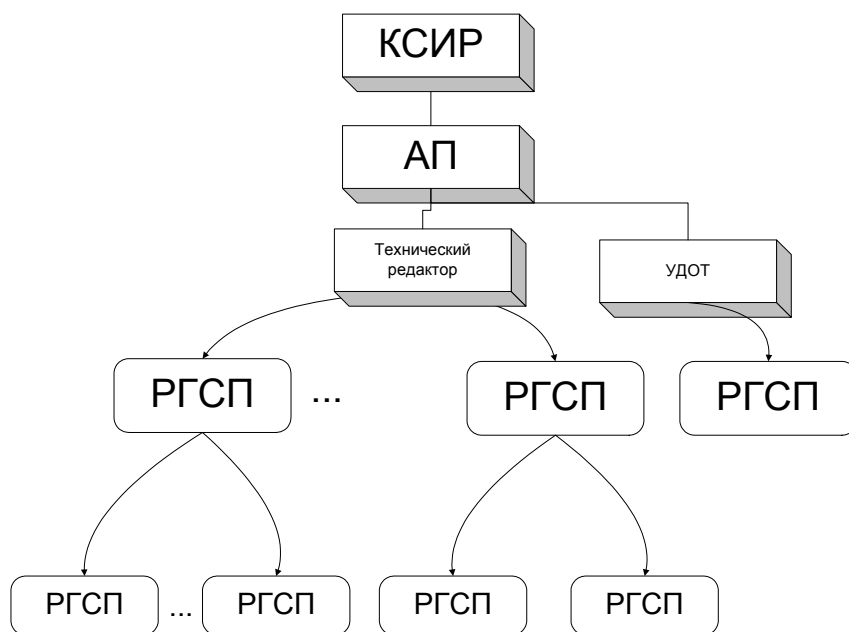 КСИР
АП
Технический
редактор
УДОТ
РГСП
...
РГСП
РГСП
РГСП
...
РГСП
РГСП
РГСП